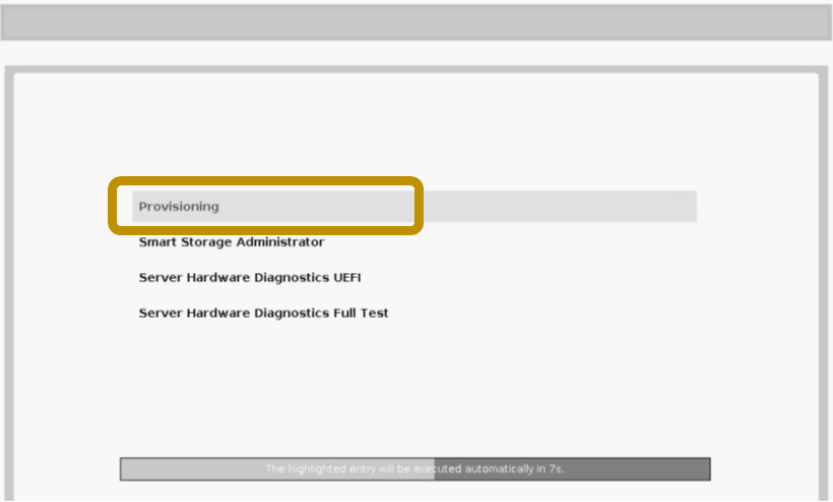 Provisioning
Smart Storage Administrator
Server Hardware Diagnostics UEFI
Server Hardware Diagnostics Full Test
The highlighted entry will be executed automatically in 7s.